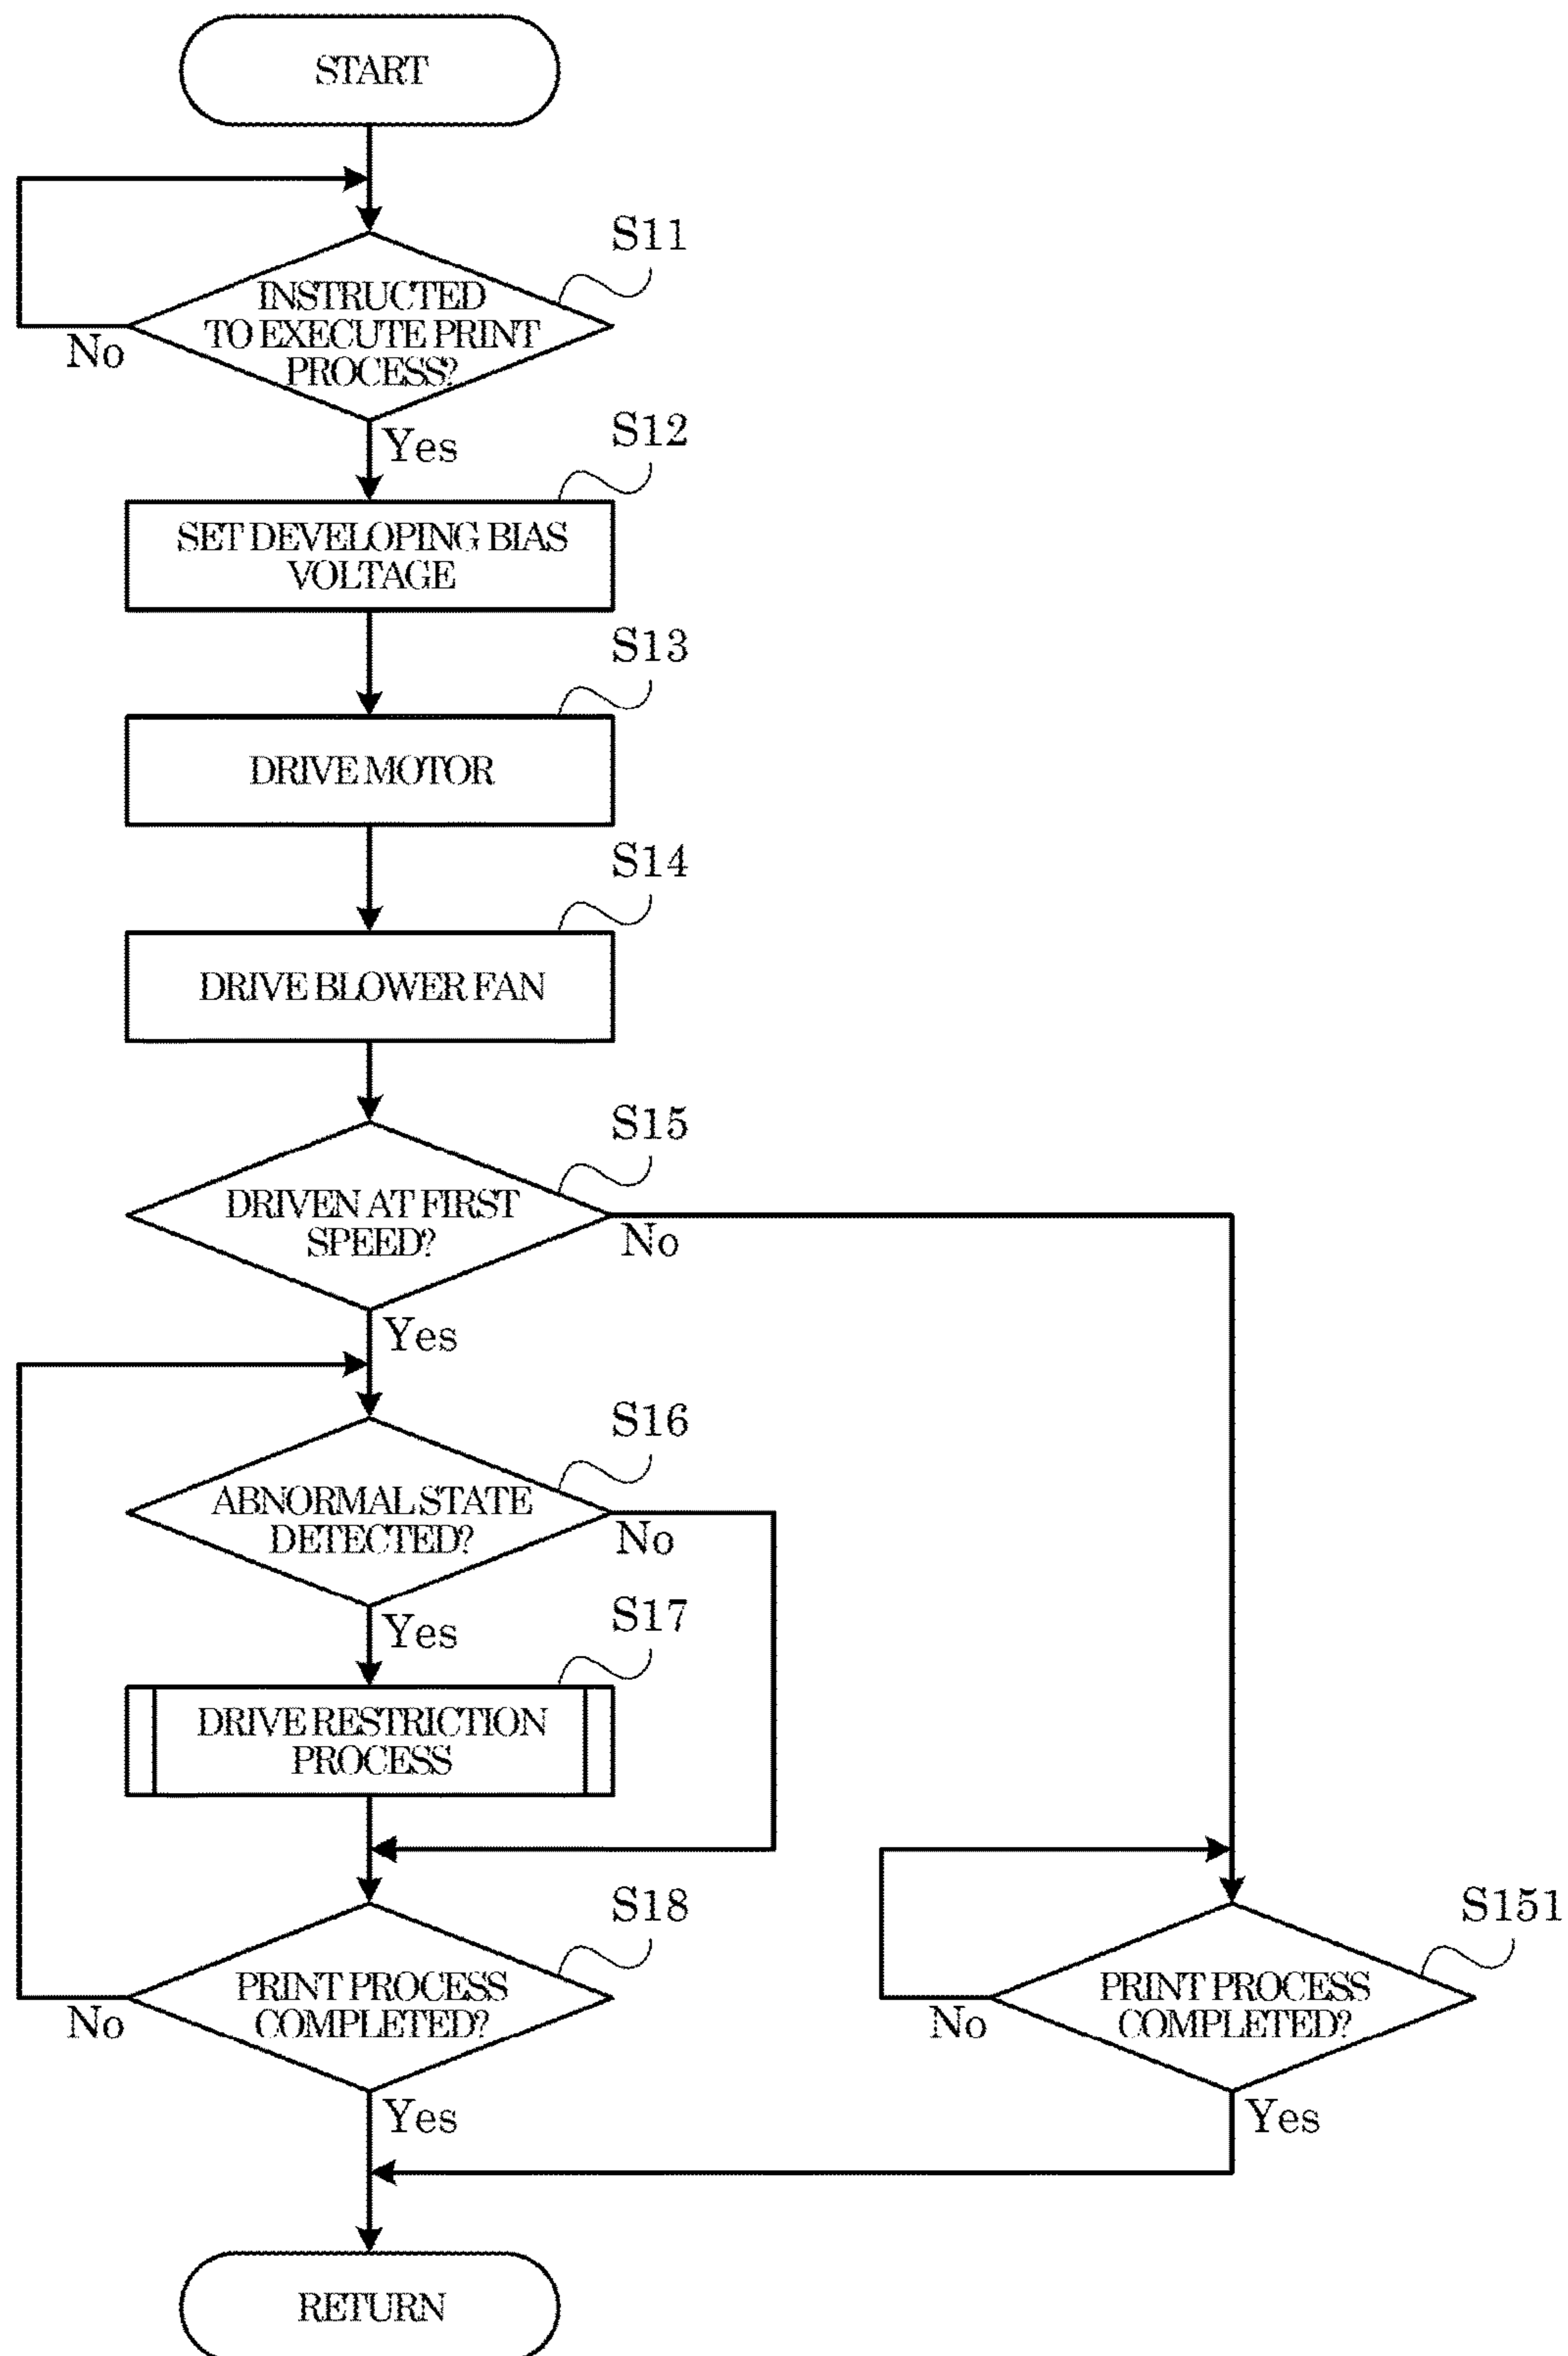 START
S11
INSTRUCTED
TO EXECUTE PRINT
PROCESS?
No
Yes
S12
SET DEVELOPING BIAS
VOLTAGE
S13
DRIVE MOTOR
S14
DRIVE BLOWER FAN
S15
DRIVEN AT FIRST
SPEED?
No
Yes
S16
ABNORMAL STATE
DETECTED?
No
Yes
S17
DRIVE RESTRICTION
PROCESS
S18
PRINT PROCESS
COMPLETED?
No
Yes
S151
PRINT PROCESS
COMPLETED?
No
Yes
RETURN